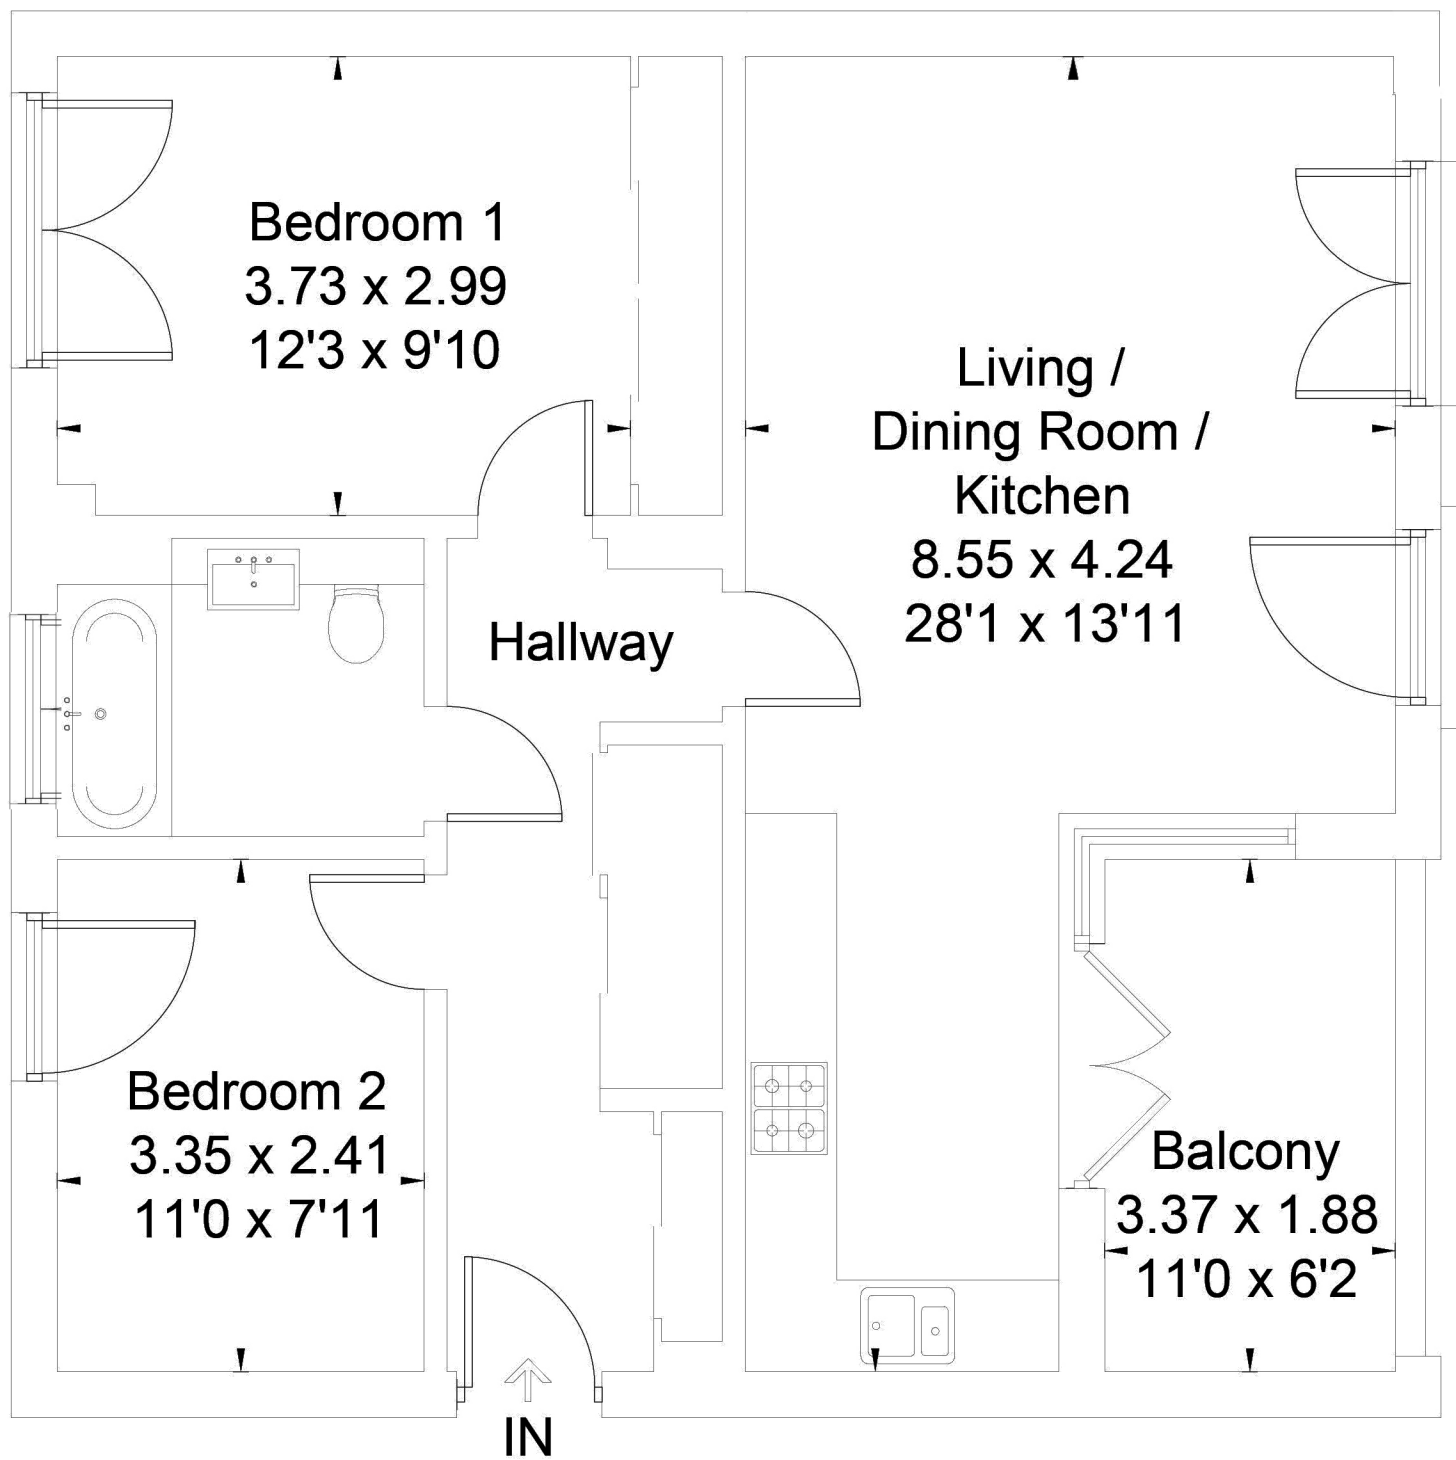 Bedroom 1
3.73 x 2.99
12'3 x 9'10
Living /
Dining Room /
Kitchen
8.55 x 4.24
28'1 x 13'11
Hallway
Bedroom 2
3.35 x 2.41
11'0 x 7'11
Balcony
3.37 x 1.88
11'0 x 6'2
IN